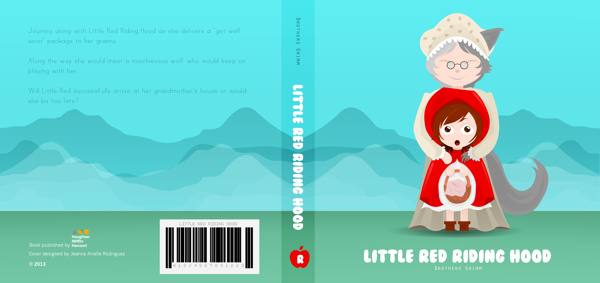 Journey along with Little Red Riding Hood as she delivers a "get well
soon" package to her granny.
Along the way she would meet a mischievous wolf, who would keep on
playing with her.
Will Little Red successfully arrive at her grandmother's house or would
she be too late?
Book published by Houghton
Mifflin
Harcourt
Cover designed by Jeanne Arielle Rodriguez
© 2013
LITTLE RED RIDING HOOD
BROTHERS GRIMM
LITTLE RED RIDING HOOD
R
LITTLE RED RIDING HOOD
BROTHERS GRIMM